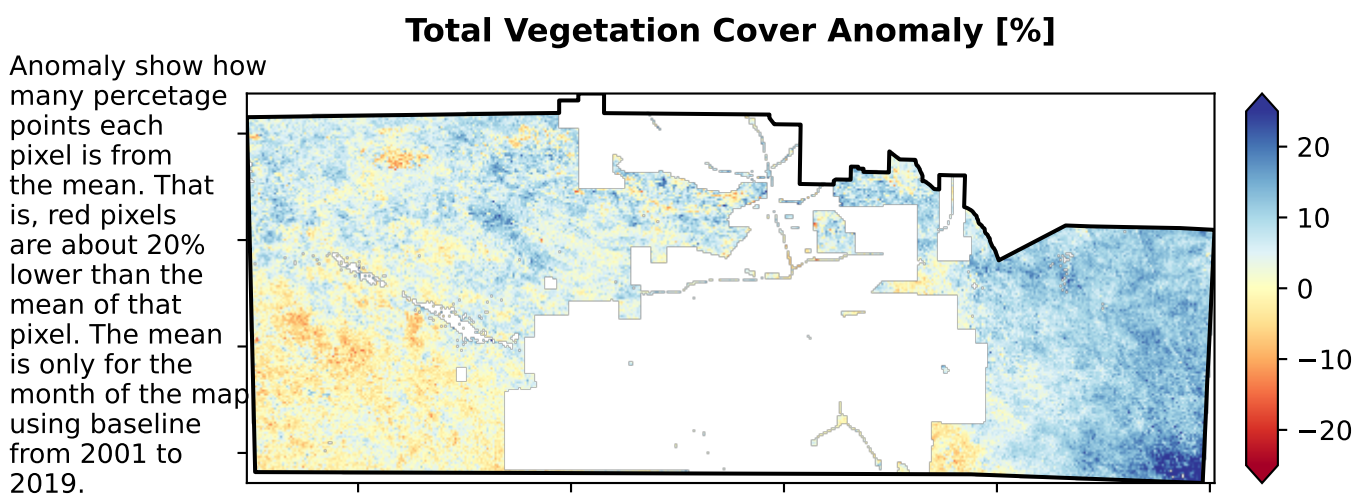 Total Vegetation Cover Anomaly [%]
Anomaly show how
many percetage
points each
pixel is from
the mean. That
is, red pixels
are about 20%
lower than the
mean of that
pixel. The mean
is only for the
month of the map
using baseline
from 2001 to
2019.
20
10
0
−10
−20